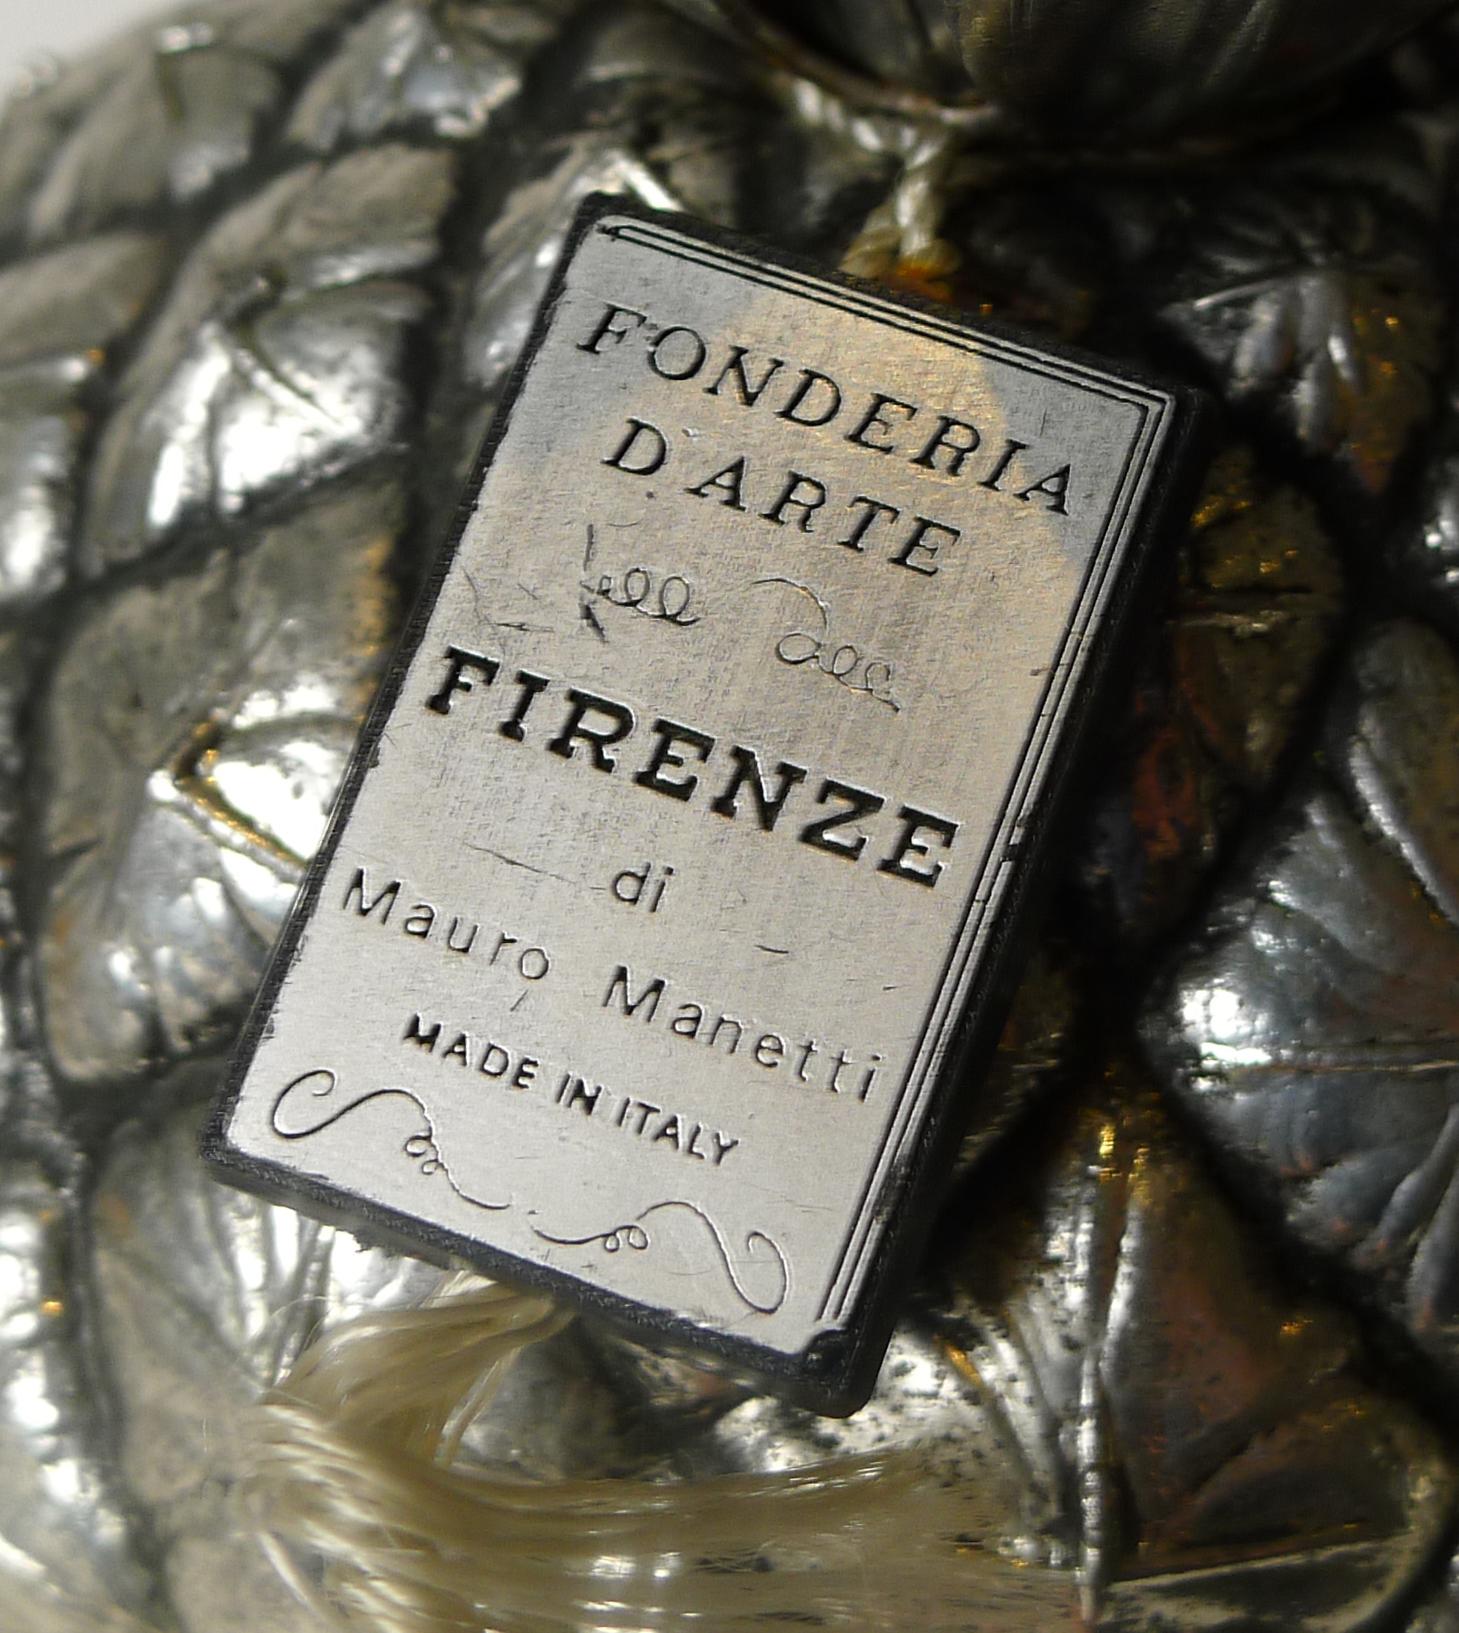 FONDERIA
D'ARTE
FIRENZE
di
Mauro Manetti
MADE IN ITALY